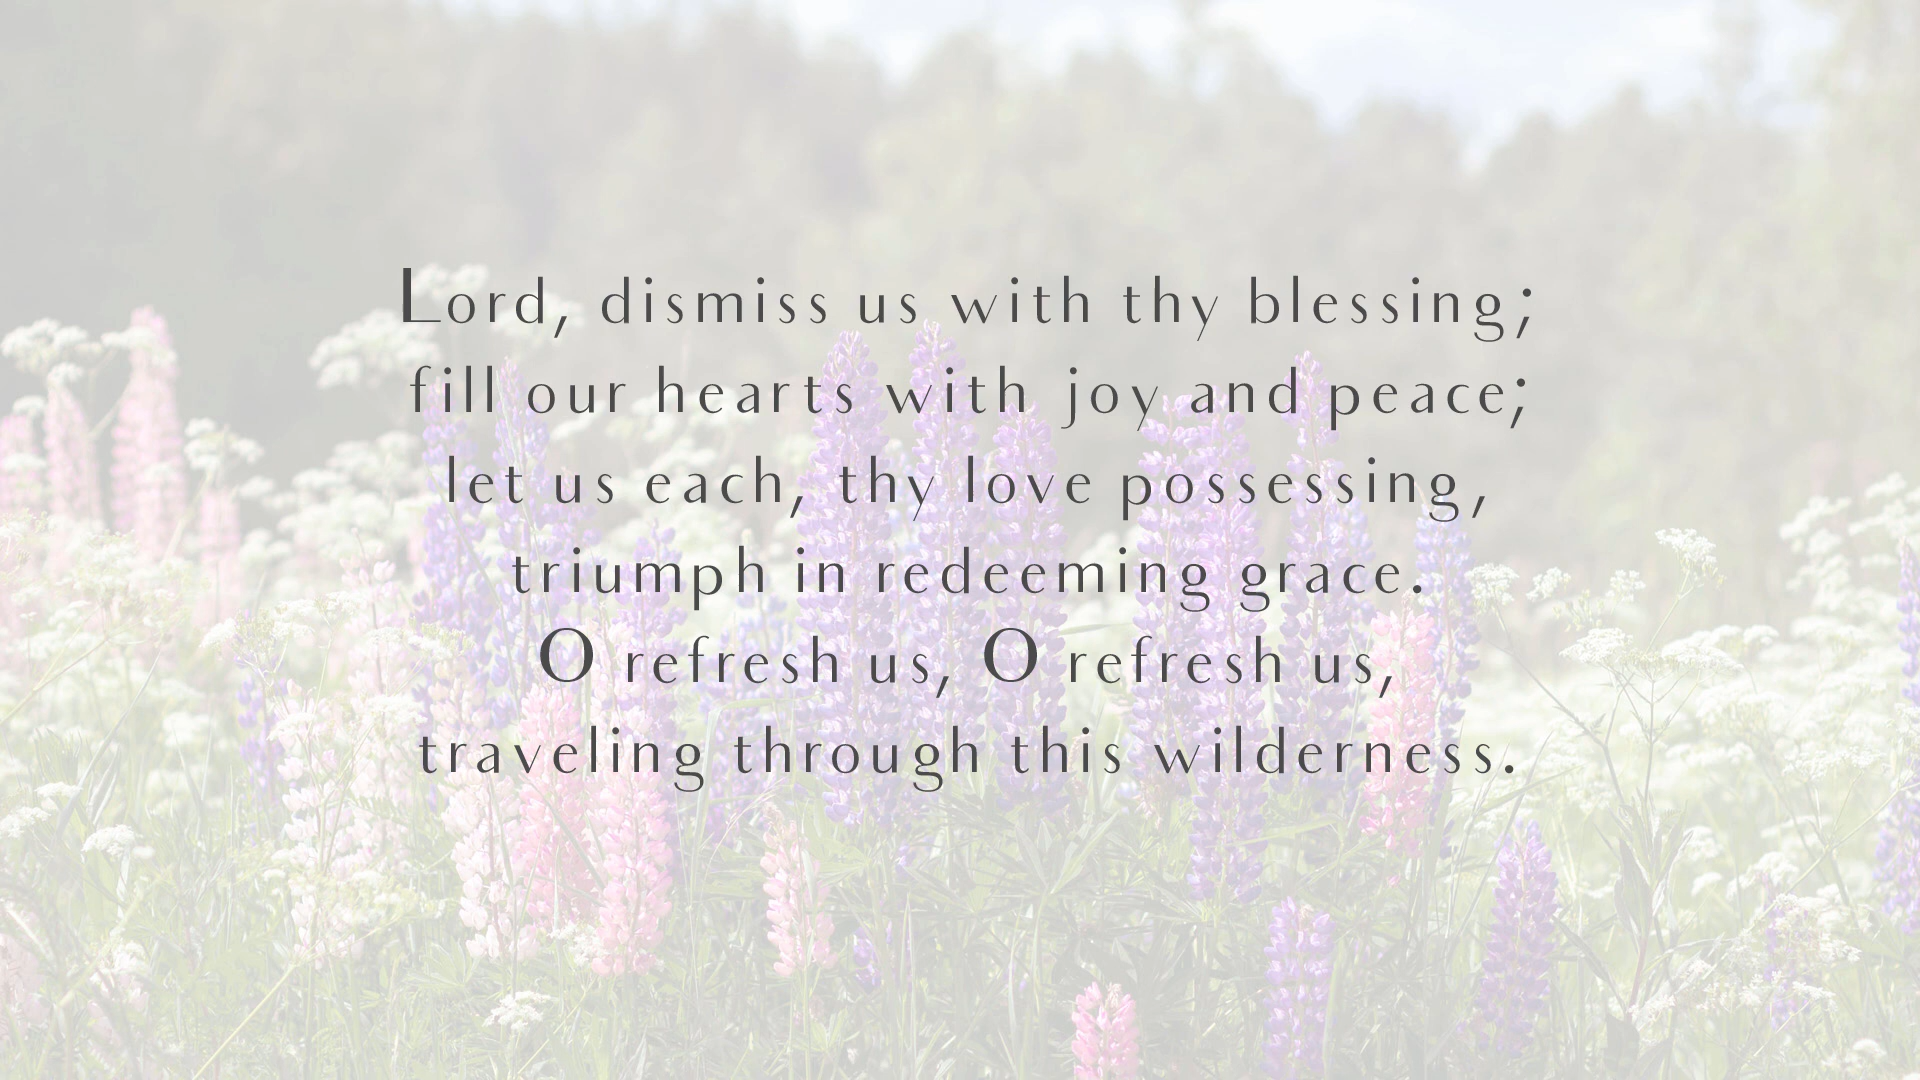 Lord, dismiss us with thy blessing;
fill our hearts with joy and peace;
let us each, thy love possessing,
triumph in redeeming grace.
O refresh us, O refresh us,
traveling through this wilderness.